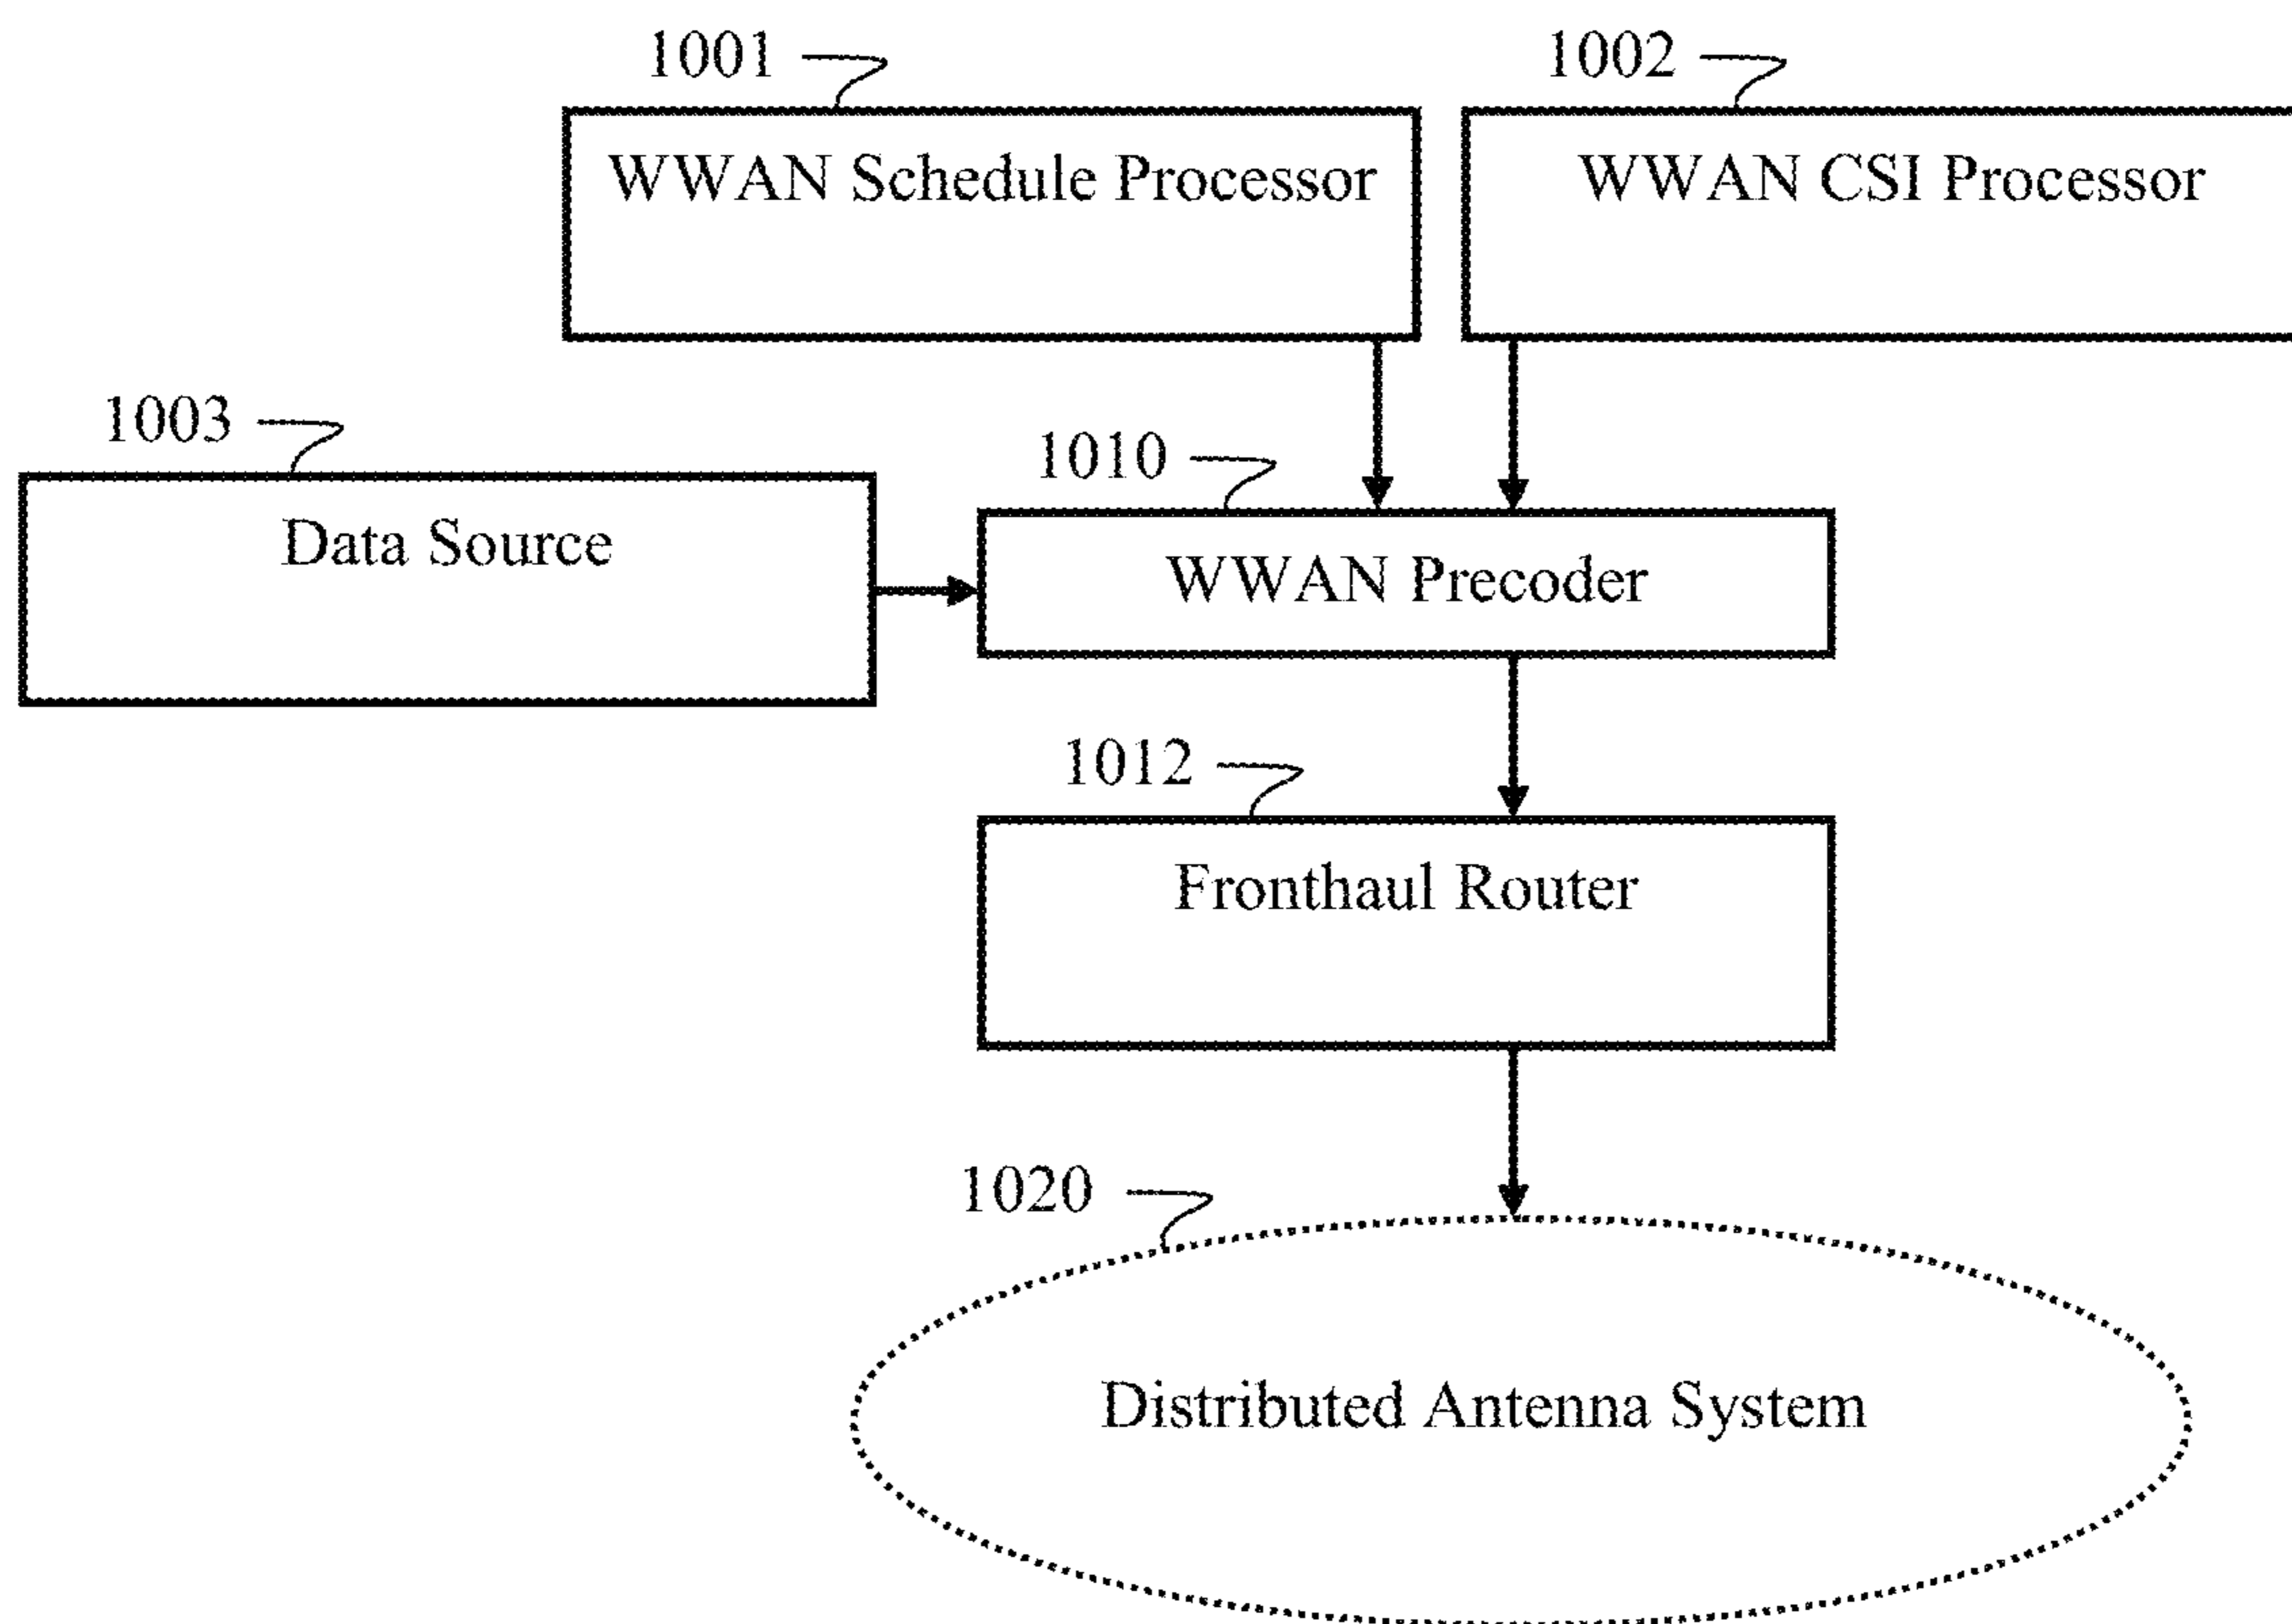 1001
1002
WWAN Schedule Processor
WWAN CSI Processor
1003
Data Source
1010
WWAN Precoder
1012
Fronthaul Router
1020
Distributed Antenna System